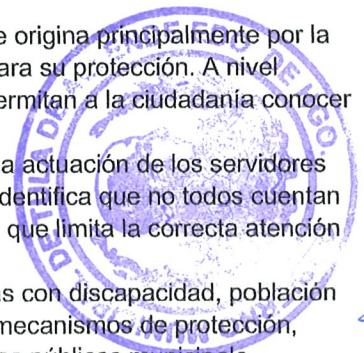 e origina principalmente por la
ara su protección. A nivel
ermitan a la ciudadanía conocer
a actuación de los servidores
dentifica que no todos cuentan
que limita la correcta atención
as con discapacidad, población
mecanismos de protección,